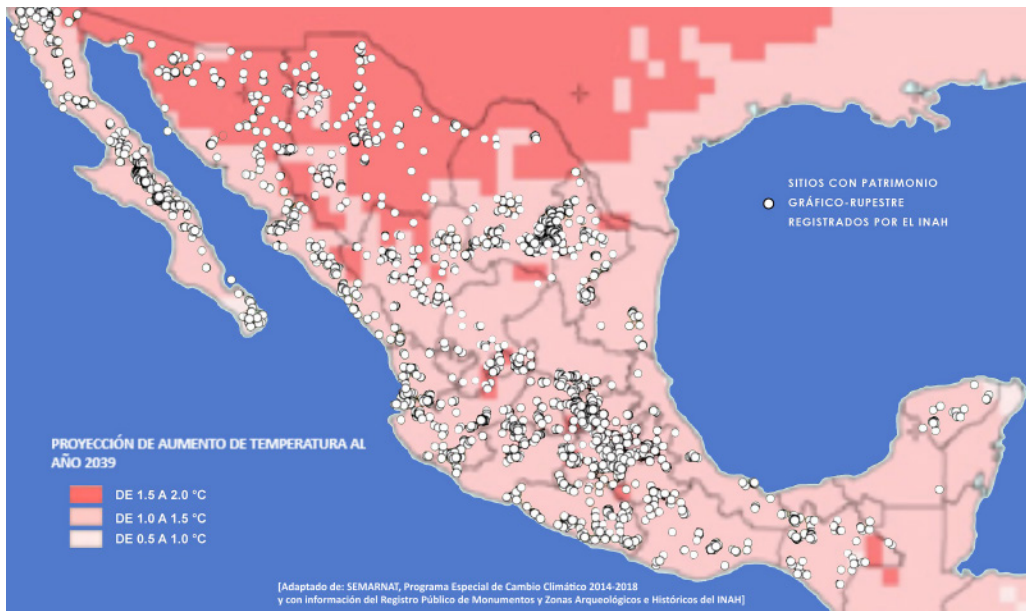 SITIOS CON PATRIMONIO
GRÁFICO-RUPESTRE
REGISTRADOS POR EL INAH
PROYECCIÓN DE AUMENTO DE TEMPERATURA AL
AÑO 2039
DE 1.5 A 2.0 °C
DE 1.0 A 1.5 °C
DE 0.5 A 1.0 °C
[Adaptado de: SEMARNAT, Programa Especial de Cambio Climático 2014-2018
y con información del Registro Público de Monumentos y Zonas Arqueológicos e Históricos del INAH]